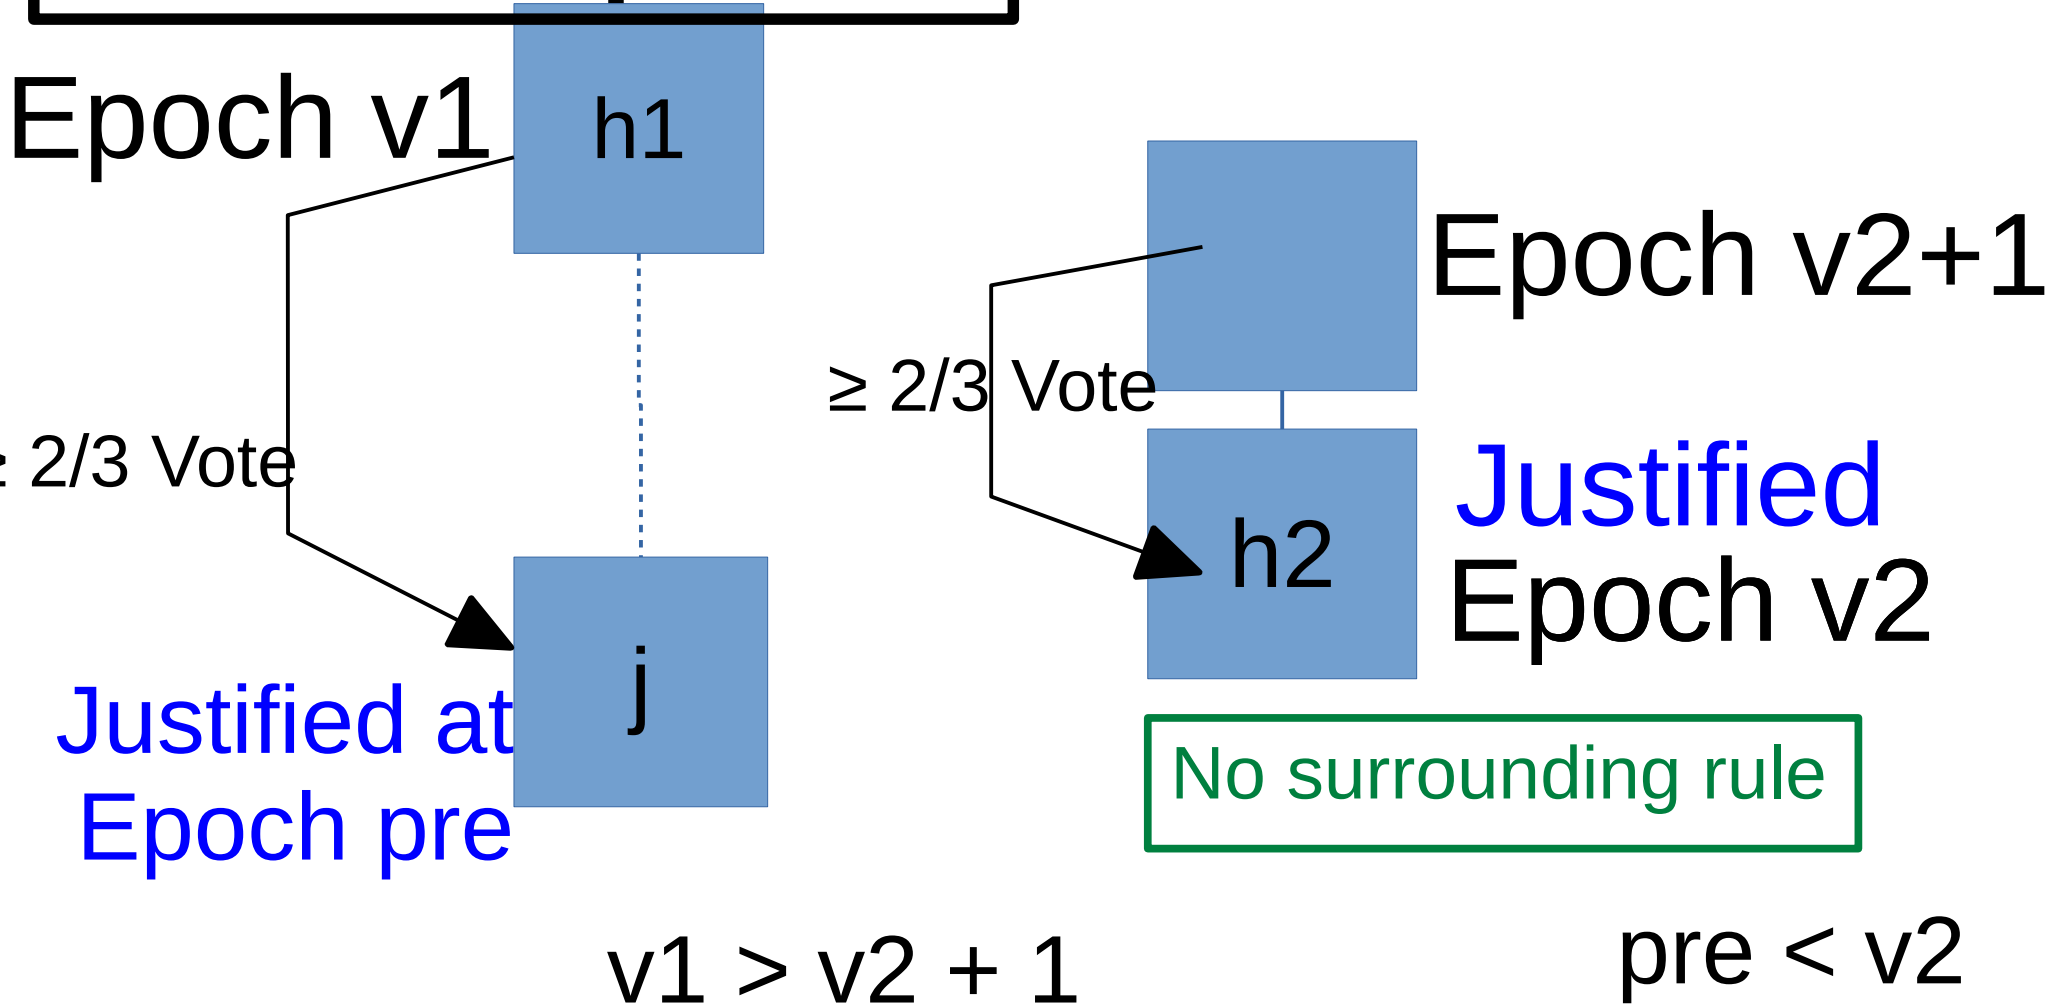 Epoch v1
h1
Epoch v2+1
≥ 2/3 Vote
≥ 2/3 Vote
Justified
Epoch v2
h2
j
Justified at
Epoch pre
No surrounding rule
v1 > v2 + 1
pre < v2